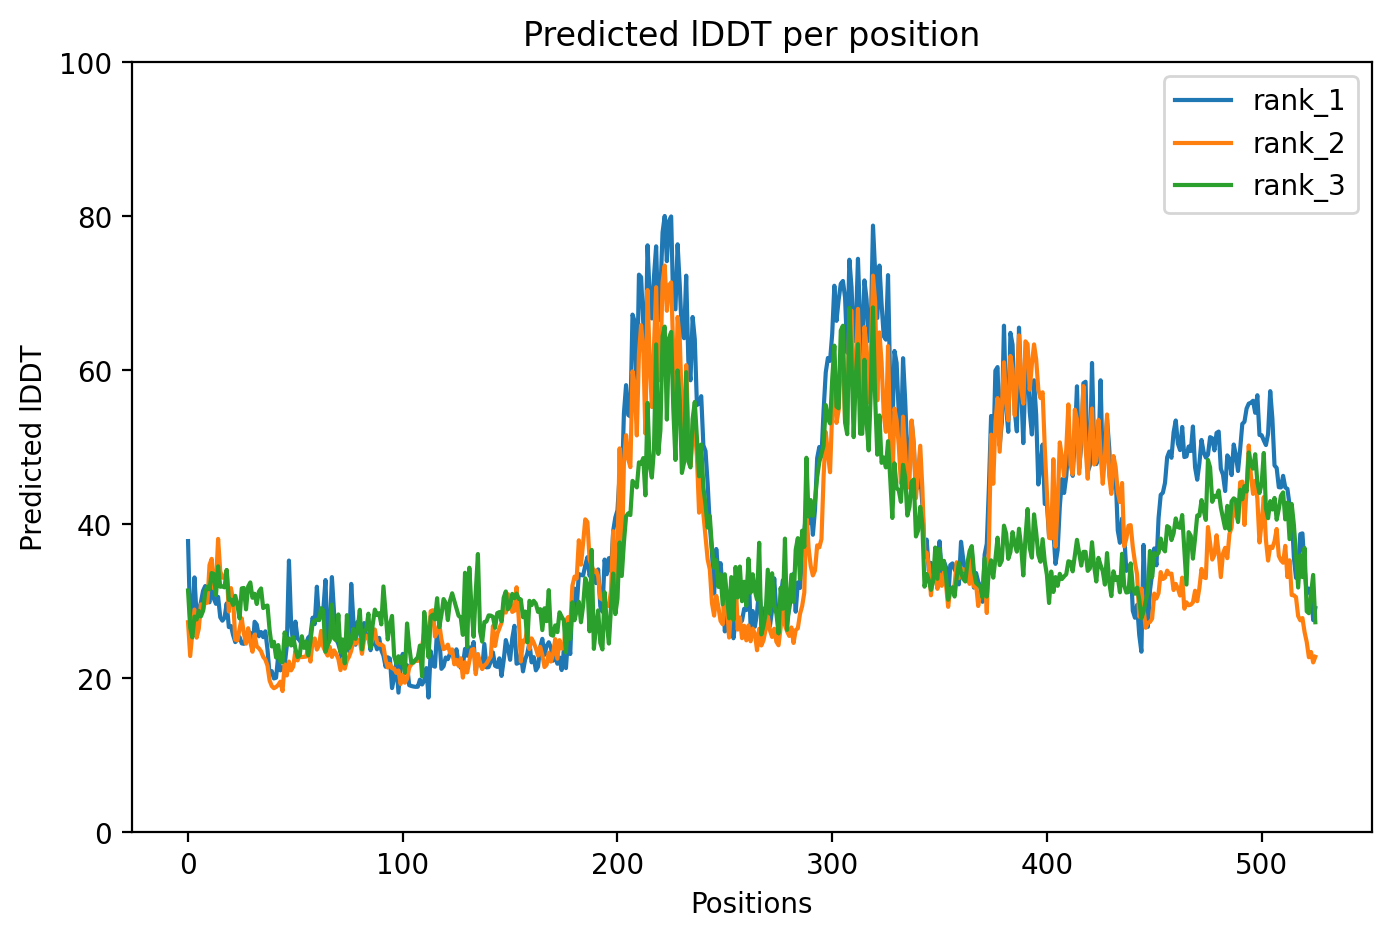 Predicted lDDT per position
100
80
60
40
20
0
Predicted lDDT
rank_1
rank_2
rank_3
0 100 200 300 400 500
Positions